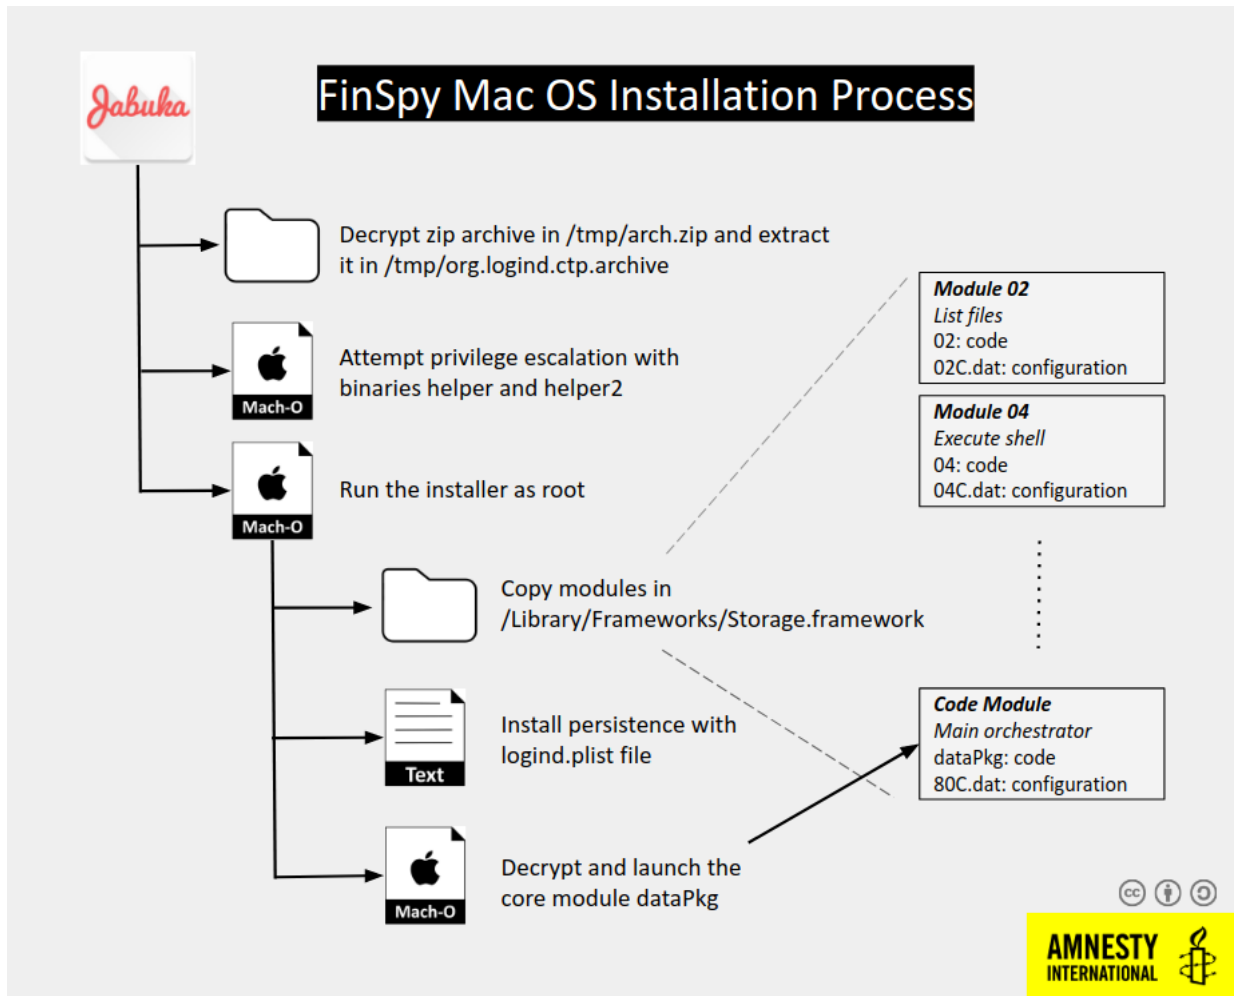 Jabuka
FinSpy Mac OS Installation Process
Decrypt zip archive in /tmp/arch.zip and extract
it in /tmp/org.logind.ctp.archive
Mach-O
Attempt privilege escalation with
binaries helper and helper2
Mach-O
Run the installer as root
Copy modules in
/Library/Frameworks/Storage.framework
Text
Install persistence with
logind.plist file
Mach-O
Decrypt and launch the
core module dataPkg
Module 02
List files
02: code
02C.dat: configuration
Module 04
Execute shell
04: code
04C.dat: configuration
Code Module
Main orchestrator
dataPkg: code
80C.dat: configuration
cc
AMNESTY
INTERNATIONAL